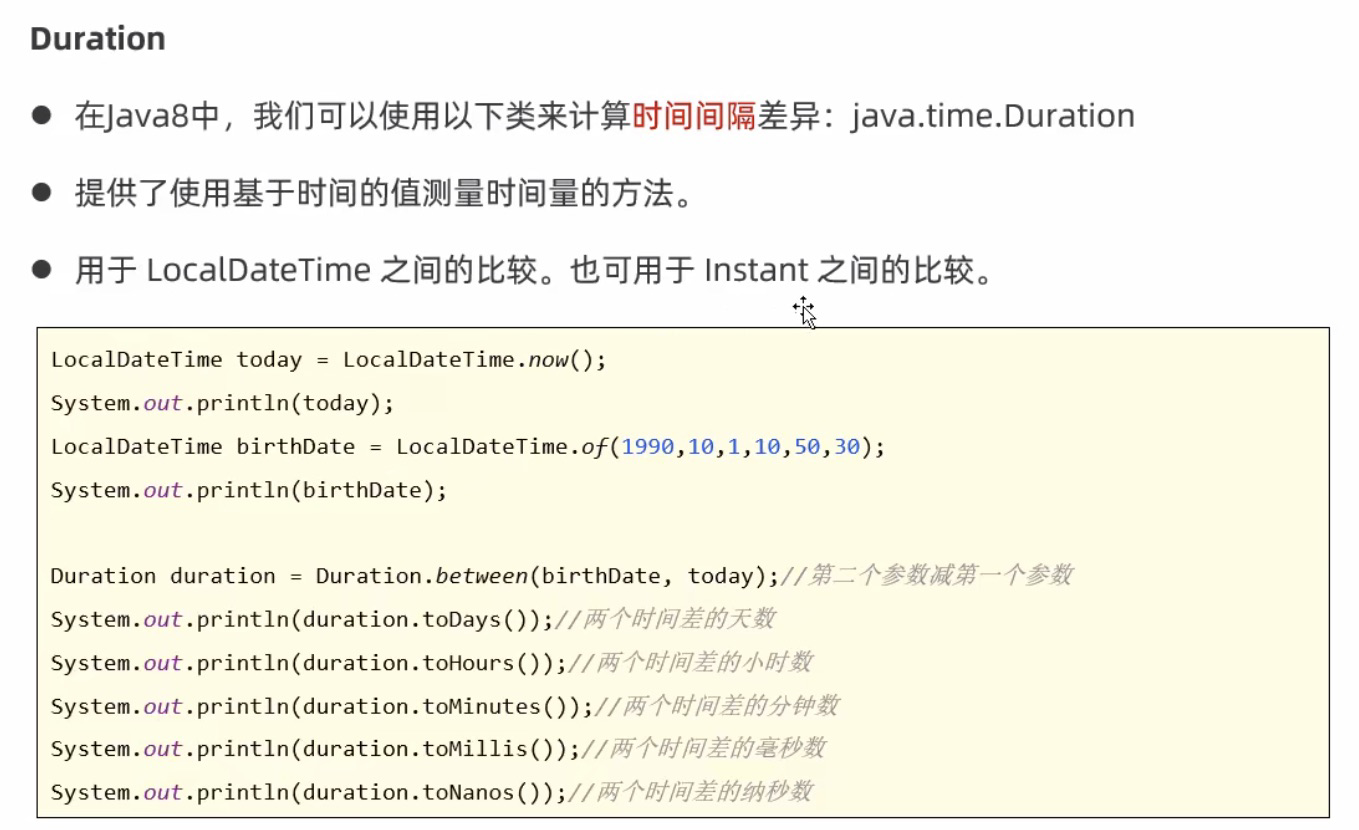 Duration
● 在Java8中，我们可以使用以下类来计算时间间隔差异：java.time.Duration
● 提供了使用基于时间的值测量时间量的方法。
● 用于 LocalDateTime 之间的比较。也可用于 Instant 之间的比较。
LocalDateTime today = LocalDateTime.now();
System.out.println(today);
LocalDateTime birthDate = LocalDateTime.of(1990,10,1,10,50,30);
System.out.println(birthDate);
Duration duration = Duration.between(birthDate, today);//第二个参数减第一个参数
System.out.println(duration.toDays());//两个时间差的天数
System.out.println(duration.toHours());//两个时间差的小时数
System.out.println(duration.toMinutes());//两个时间差的分钟数
System.out.println(duration.toMillis());//两个时间差的毫秒数
System.out.println(duration.toNanos());//两个时间差的纳秒数